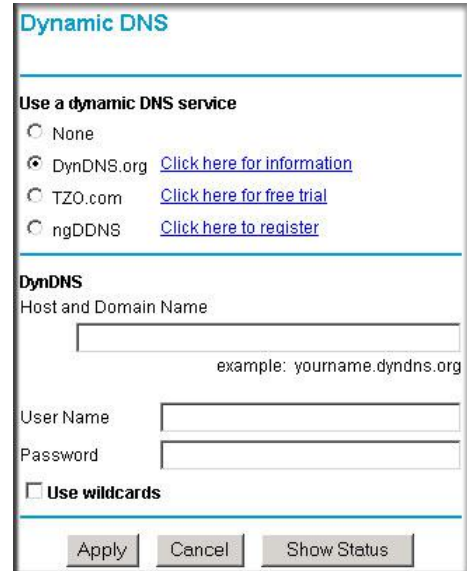 Dynamic DNS
Use a dynamic DNS service
None
DynDNS.org Click here for information
TZO.com Click here for free trial
ngDDNS Click here to register
DynDNS
Host and Domain Name
example: yourname.dyndns.org
User Name
Password
Use wildcards
Apply Cancel Show Status